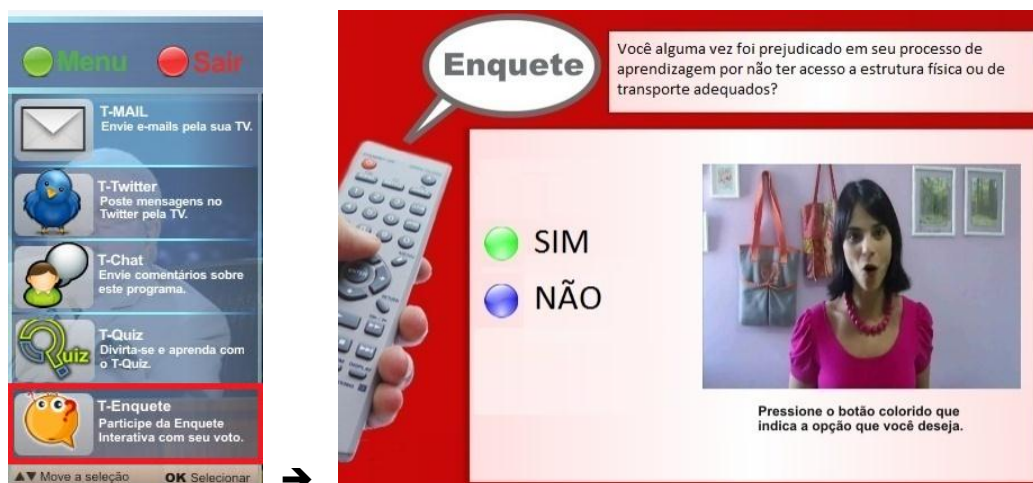 Menu Sair
T-MAIL
Envie e-mails pela sua TV.
T-Twitter
Poste mensagens no
Twitter pela TV.
T-Chat
Envie comentários sobre
este programa.
Quiz
T-Quiz
Divirta-se e aprenda com
o T-Quiz.
T-Enquete
Participe da Enquete
Interativa com seu voto.
▲▼ Move a seleção OK Selecionar
➔
Enquete
Você alguma vez foi prejudicado em seu processo de
aprendizagem por não ter acesso a estrutura física ou de
transporte adequados?
SIM
NÃO
Pressione o botão colorido que
indica a opção que você deseja.